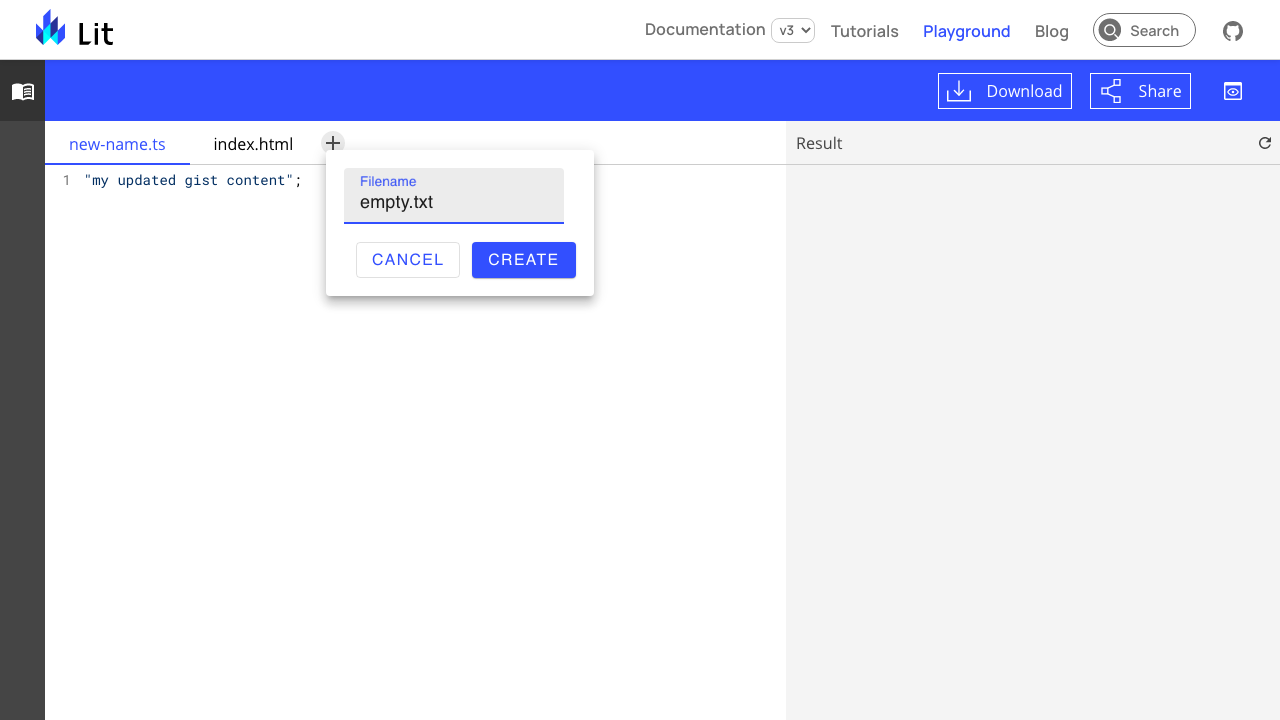 Lit
Documentation v3 Tutorials Playground Blog Search
Download Share
new-name.ts index.html Result
1 "my updated gist content";
Filename
empty.txt
CANCEL CREATE